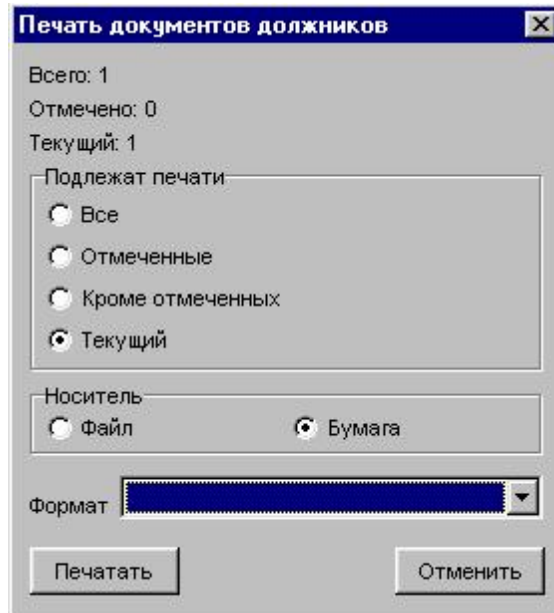 Печать документов должников
Всего: 1
Отмечено: 0
Текущий: 1
Подлежат печати
Все
Отмеченные
Кроме отмеченных
Текущий
Носитель
Файл Бумага
Формат
Печатать Отменить